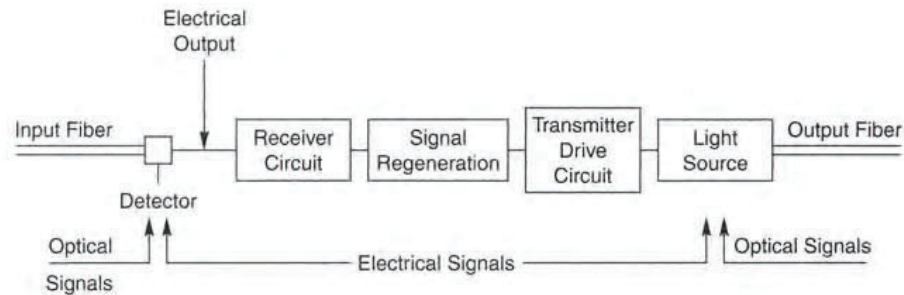 Electrical
Output
Input Fiber
Receiver
Circuit
Signal
Regeneration
Transmitter
Drive
Circuit
Light
Source
Output Fiber
Detector
Optical
Signals
Electrical Signals
Optical Signals